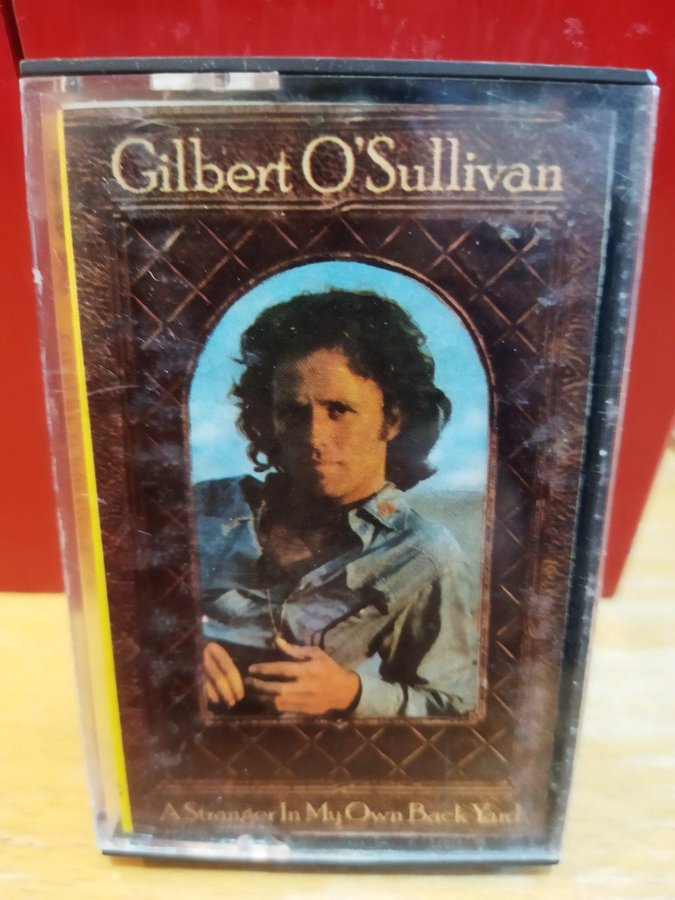 Gilbert O'Sullivan
A Stranger In My Own Back Yard